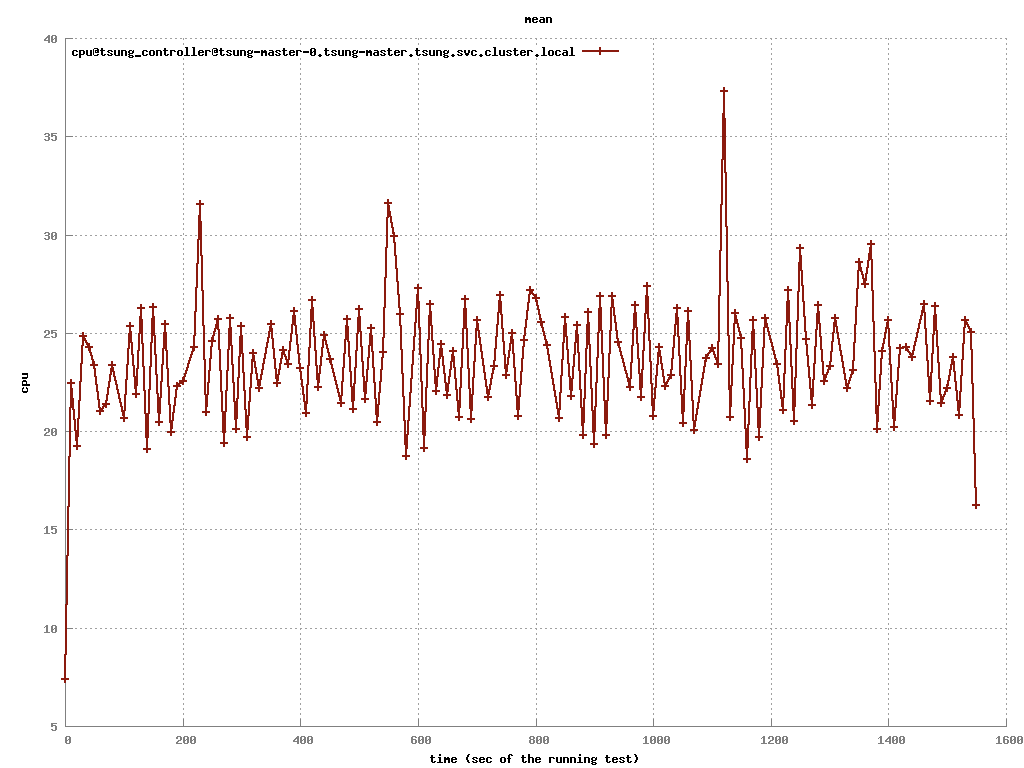 mean
cpu@tsung_controller@tsung-master-0.tsung-master.tsung.svc.cluster.local
40
35
30
25
20
15
10
5
cpu
0 200 400 600 800 1000 1200 1400 1600
time (sec of the running test)